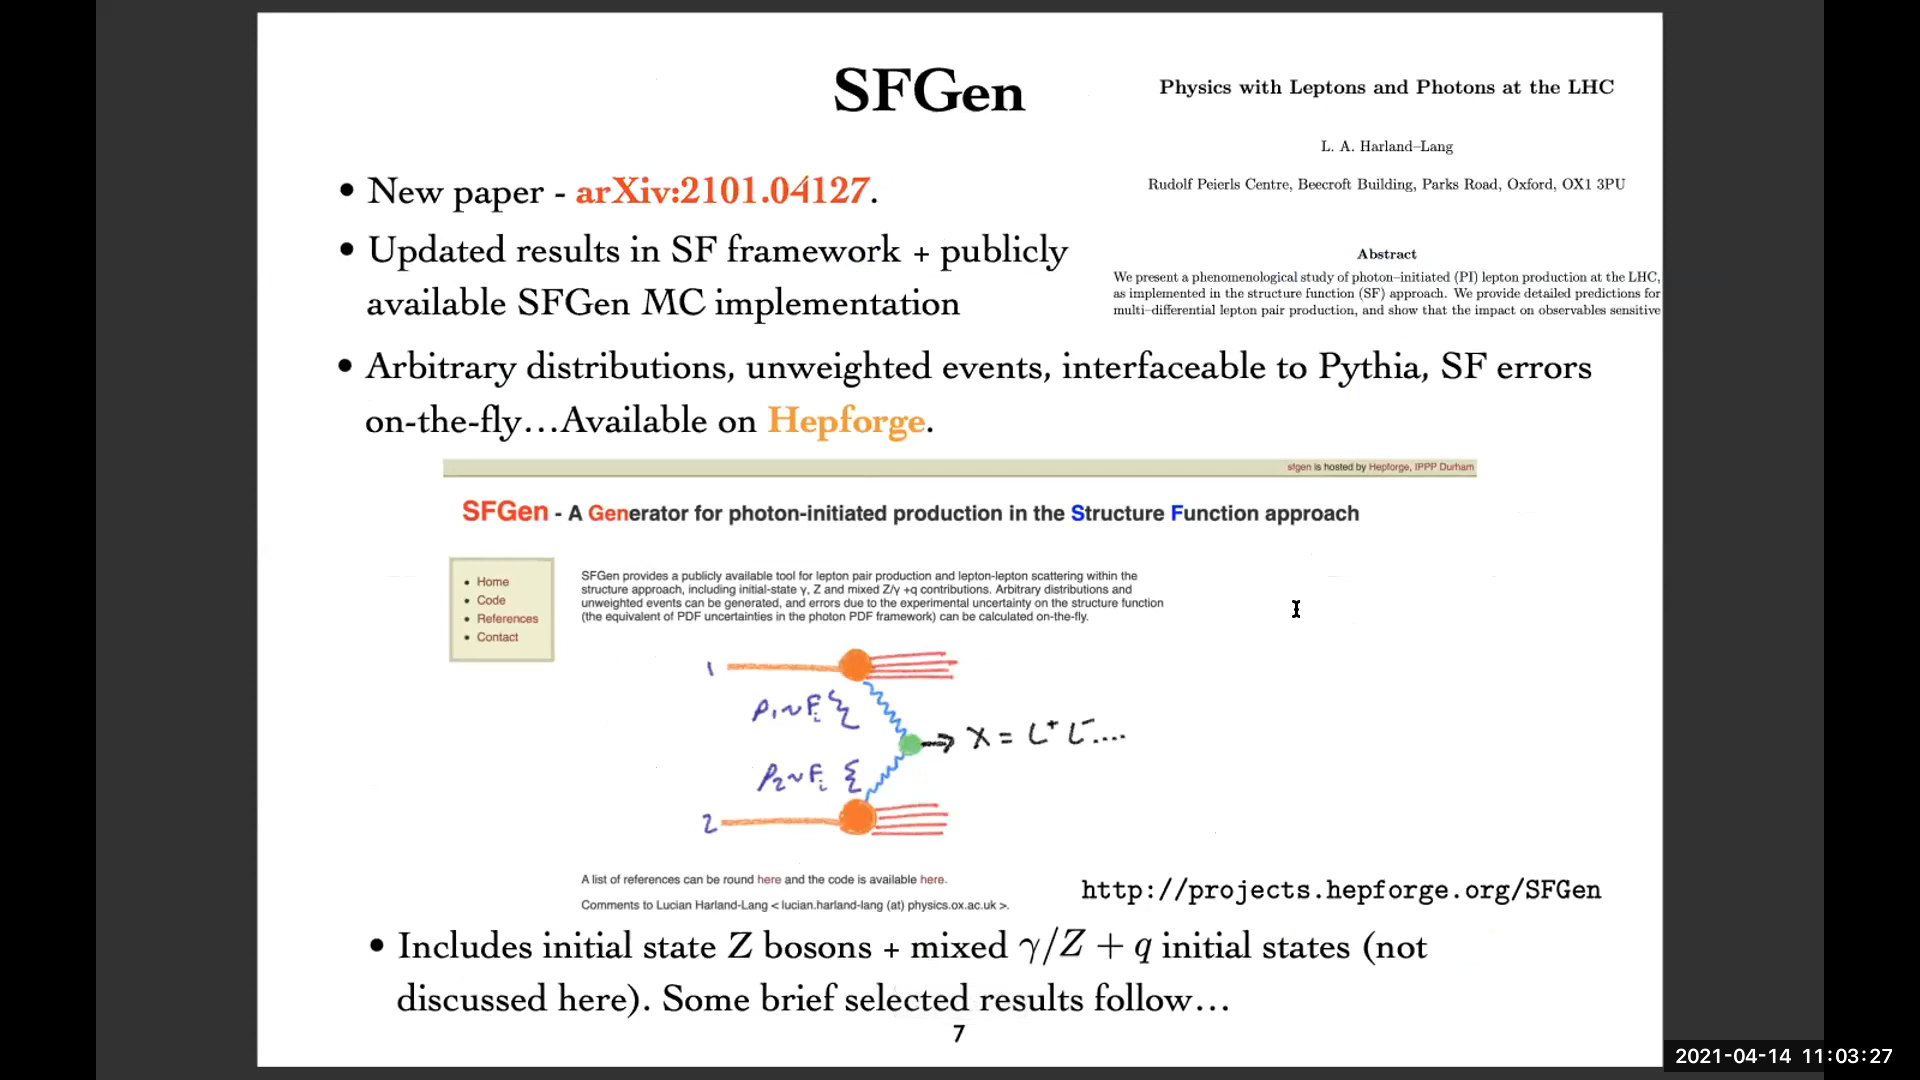 SFGen
Physics with Leptons and Photons at the LHC
L. A. Harland–Lang
Rudolf Peierls Centre, Beecroft Building, Parks Road, Oxford, OX1 3PU
Abstract
We present a phenomenological study of photon–initiated (PI) lepton production at the LHC,
as implemented in the structure function (SF) approach. We provide detailed predictions for
multi–differential lepton pair production, and show that the impact on observables sensitive
• New paper - arXiv:2101.04127.
• Updated results in SF framework + publicly
available SFGen MC implementation
• Arbitrary distributions, unweighted events, interfaceable to Pythia, SF errors
on-the-fly…Available on Hepforge.
sfgen is hosted by Hepforge, IPPP Durham
SFGen - A Generator for photon-initiated production in the Structure Function approach
• Home
• Code
• References
• Contact
SFGen provides a publicly available tool for lepton pair production and lepton-lepton scattering within the
structure approach, including initial-state γ, Z and mixed Z/γ +q contributions. Arbitrary distributions and
unweighted events can be generated, and errors due to the experimental uncertainty on the structure function
(the equivalent of PDF uncertainties in the photon PDF framework) can be calculated on-the-fly.
1
ρ₁~Fᵢ {
→ X = l⁺ l⁻....
ρ₂~Fᵢ {
2
A list of references can be round here and the code is available here.
Comments to Lucian Harland-Lang < lucian.harland-lang (at) physics.ox.ac.uk >.
http://projects.hepforge.org/SFGen
• Includes initial state Z bosons + mixed γ/Z + q initial states (not
discussed here). Some brief selected results follow…
7
2021-04-14 11:03:27